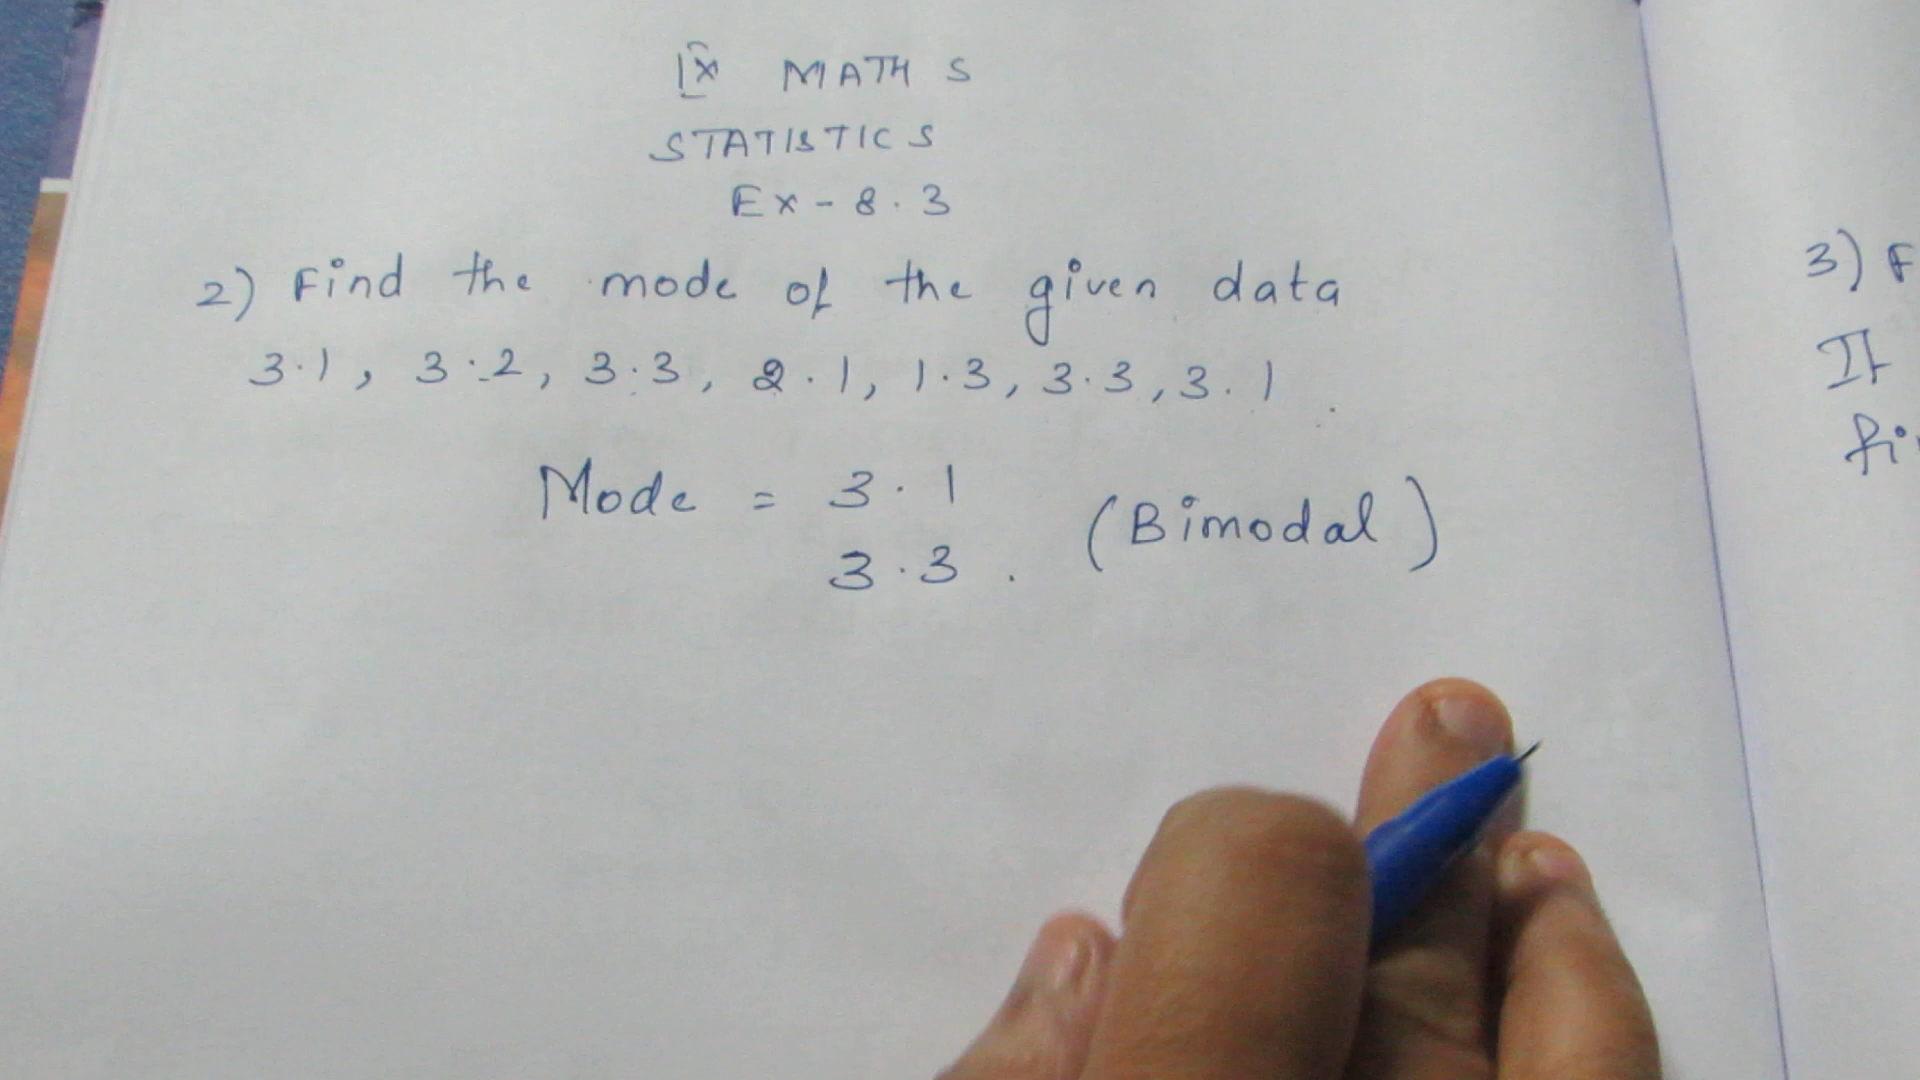 IX MATHS
STATISTICS
Ex - 8.3
2) Find the mode of the given data
3.1, 3.2, 3.3, 2.1, 1.3, 3.3, 3.1
Mode = 3.1
3.3. (Bimodal)
3) F
If
fi